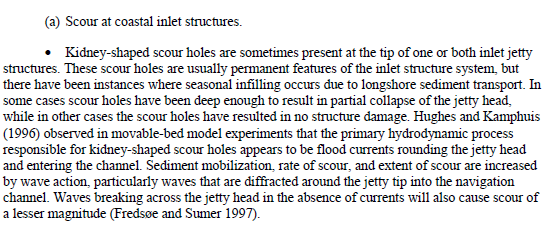 (a) Scour at coastal inlet structures.
• Kidney-shaped scour holes are sometimes present at the tip of one or both inlet jetty
structures. These scour holes are usually permanent features of the inlet structure system, but
there have been instances where seasonal infilling occurs due to longshore sediment transport. In
some cases scour holes have been deep enough to result in partial collapse of the jetty head,
while in other cases the scour holes have resulted in no structure damage. Hughes and Kamphuis
(1996) observed in movable-bed model experiments that the primary hydrodynamic process
responsible for kidney-shaped scour holes appears to be flood currents rounding the jetty head
and entering the channel. Sediment mobilization, rate of scour, and extent of scour are increased
by wave action, particularly waves that are diffracted around the jetty tip into the navigation
channel. Waves breaking across the jetty head in the absence of currents will also cause scour of
a lesser magnitude (Fredsøe and Sumer 1997).